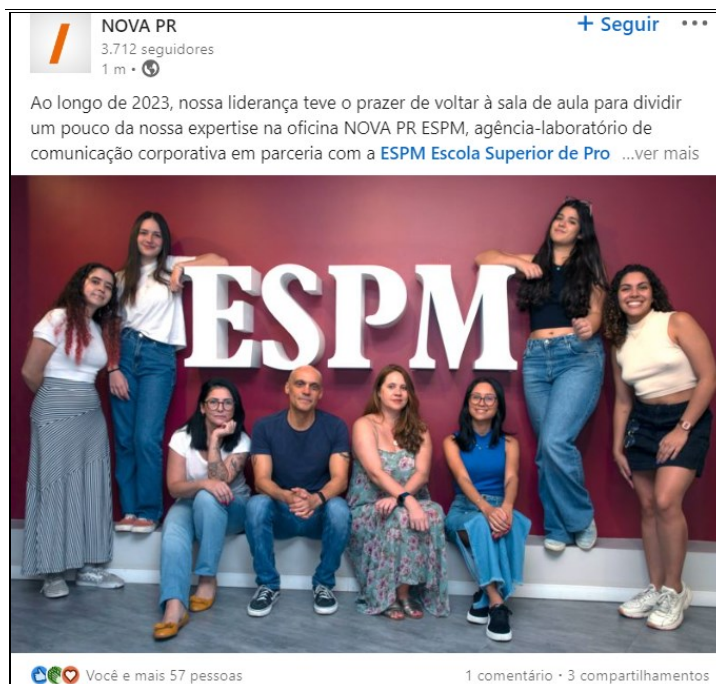 NOVA PR
+ Seguir
3.712 seguidores
1 m •
Ao longo de 2023, nossa liderança teve o prazer de voltar à sala de aula para dividir
um pouco da nossa expertise na oficina NOVA PR ESPM, agência-laboratório de
comunicação corporativa em parceria com a ESPM Escola Superior de Pro ...ver mais
ESPM
Você e mais 57 pessoas
1 comentário • 3 compartilhamentos